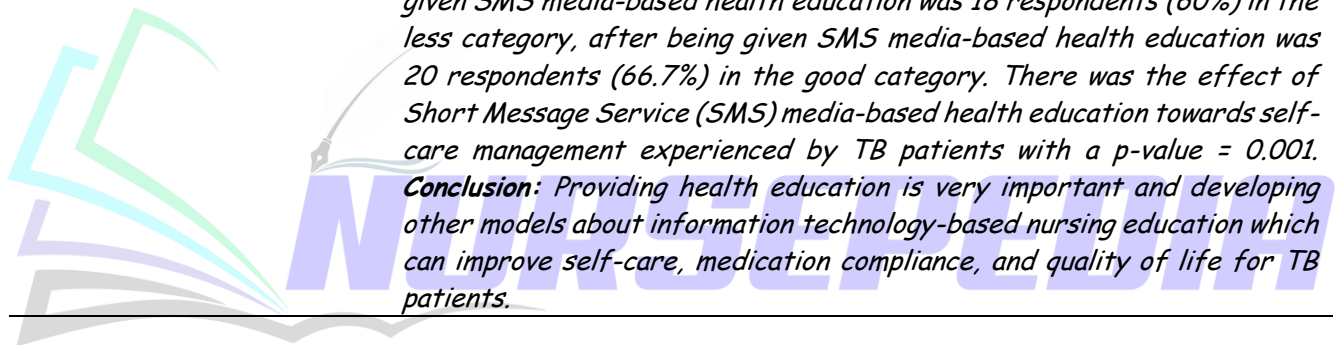 given SMS media-based health education was 18 respondents (60%) in the
less category, after being given SMS media-based health education was
20 respondents (66.7%) in the good category. There was the effect of
Short Message Service (SMS) media-based health education towards self-
care management experienced by TB patients with a p-value = 0.001.
Conclusion: Providing health education is very important and developing
other models about information technology-based nursing education which
can improve self-care, medication compliance, and quality of life for TB
patients.
NURSEPEDIA